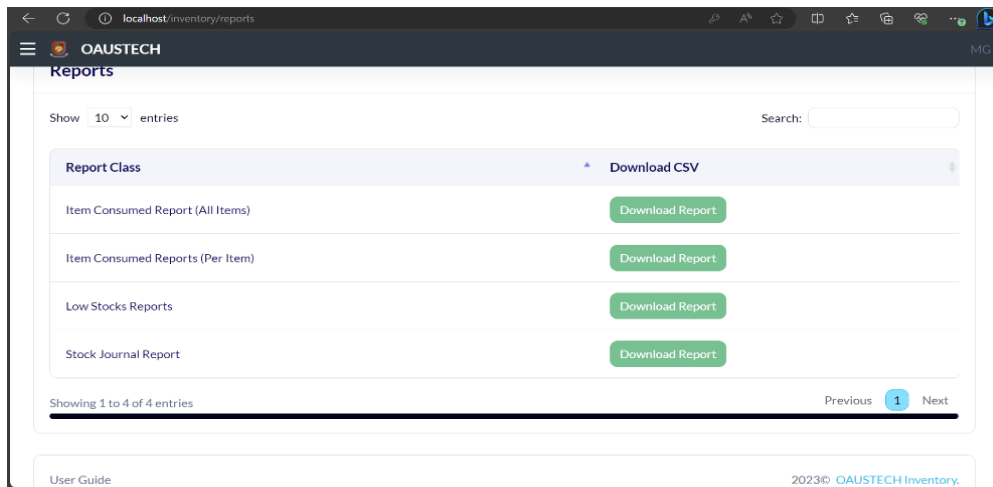 localhost/inventory/reports
OAUSTECH MG
Reports
Show 10 entries Search:
Report Class Download CSV
Item Consumed Report (All Items) Download Report
Item Consumed Reports (Per Item) Download Report
Low Stocks Reports Download Report
Stock Journal Report Download Report
Showing 1 to 4 of 4 entries Previous 1 Next
User Guide 2023© OAUSTECH Inventory.